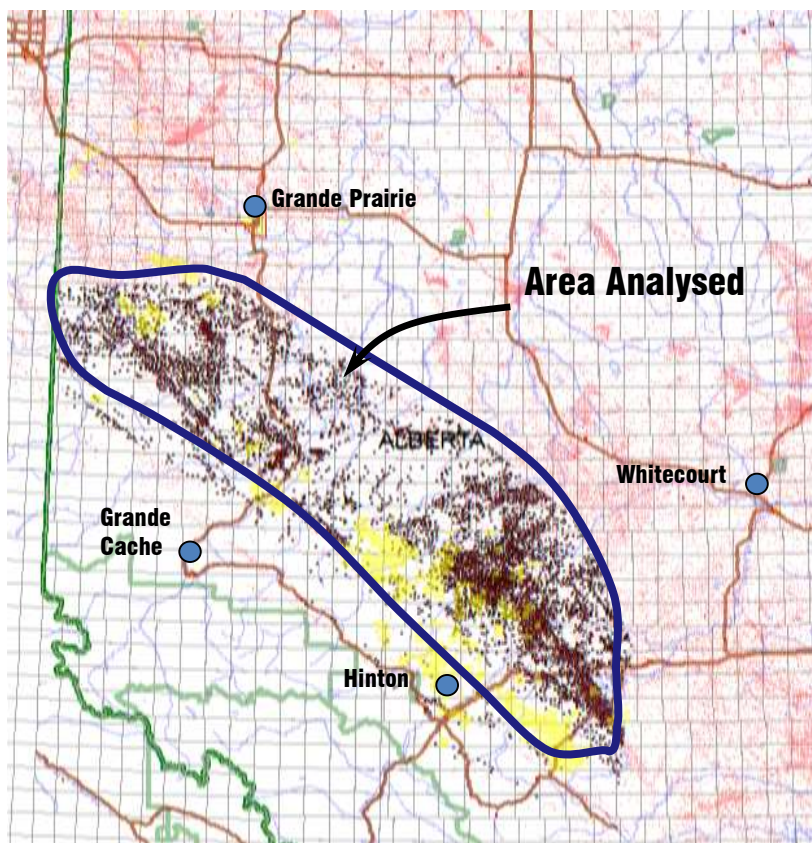 Grande Prairie
Area Analysed
ALBERTA
Whitecourt
Grande
Cache
Hinton